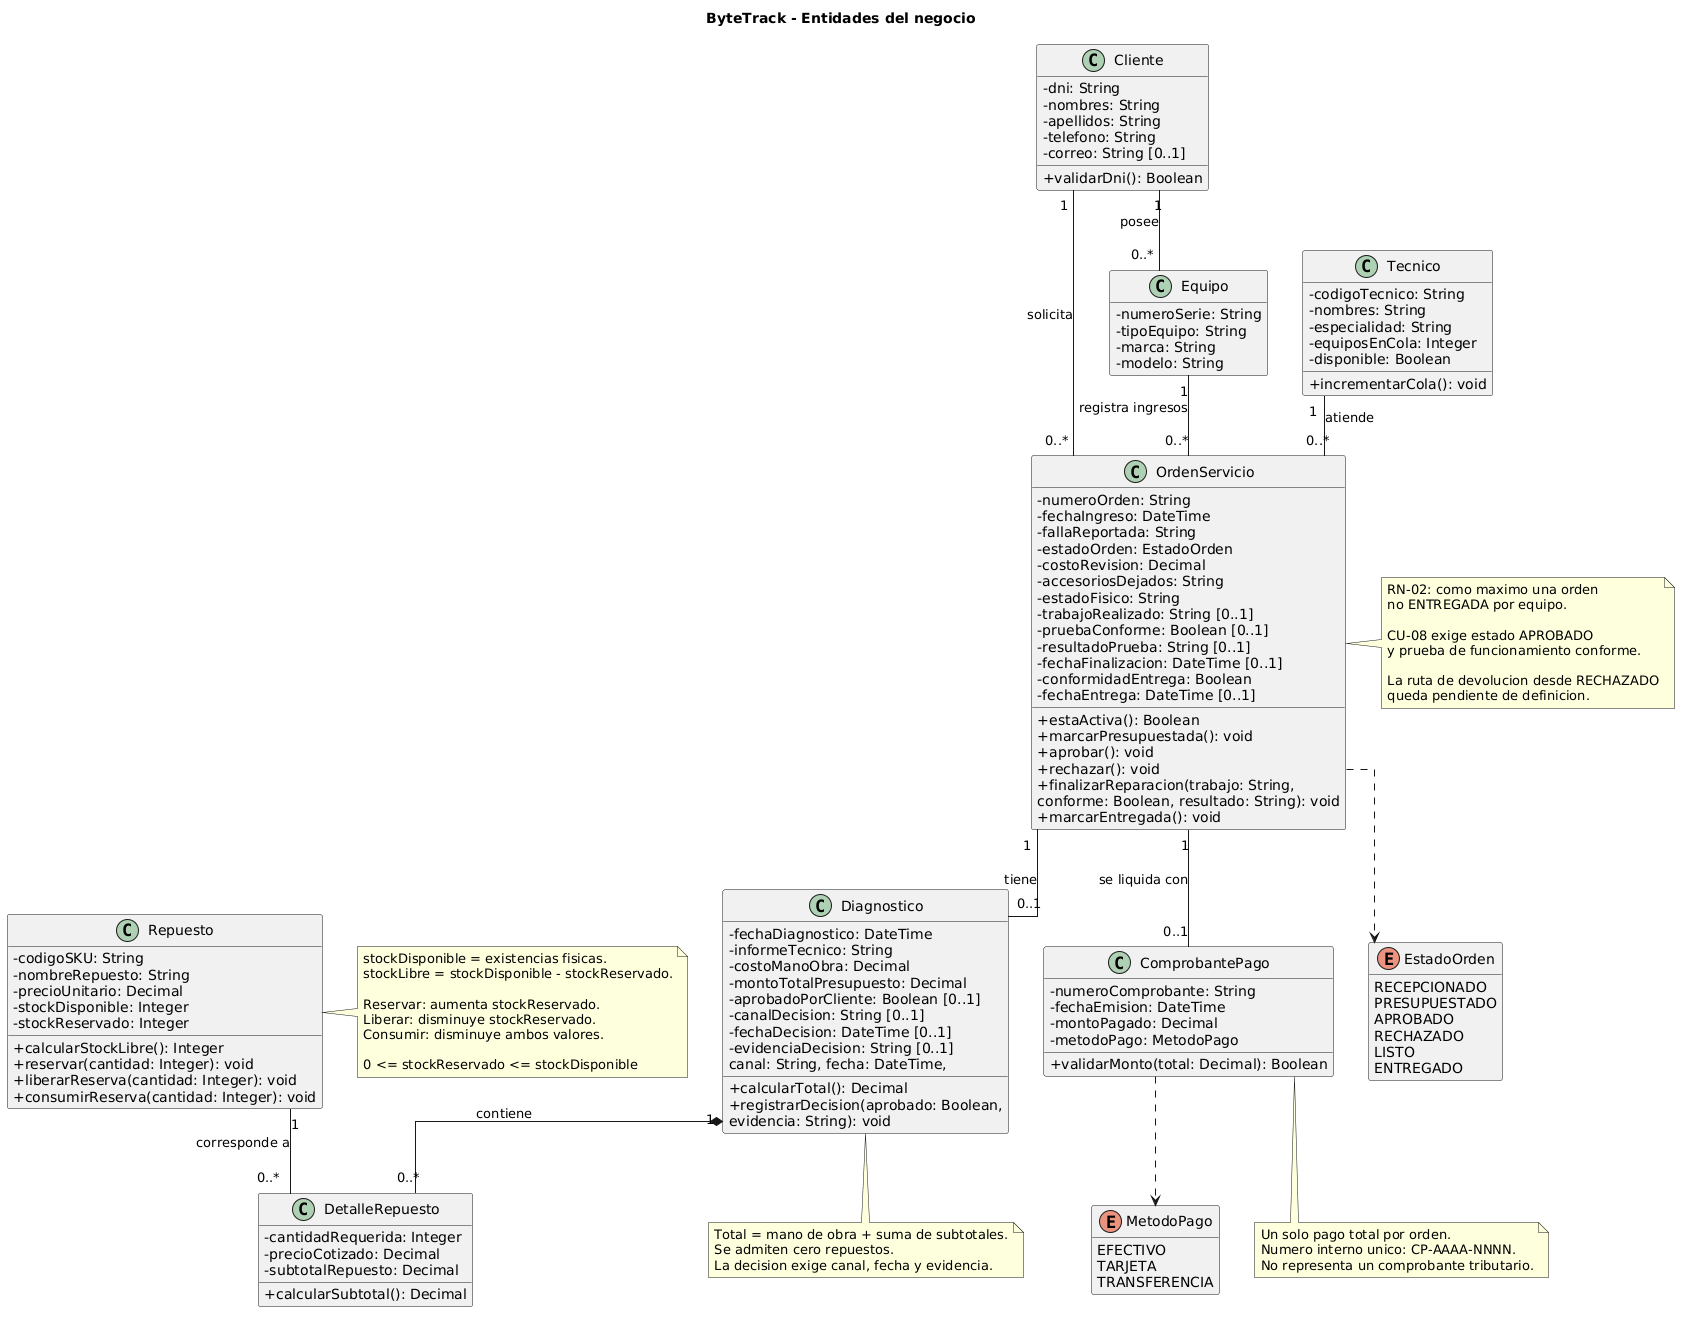 ByteTrack - Entidades del negocio
C Cliente
-dni: String
-nombres: String
-apellidos: String
-telefono: String
-correo: String [0..1]
+validarDni(): Boolean
1
1
posee
0..*
solicita
C Equipo
-numeroSerie: String
-tipoEquipo: String
-marca: String
-modelo: String
C Tecnico
-codigoTecnico: String
-nombres: String
-especialidad: String
-equiposEnCola: Integer
-disponible: Boolean
+incrementarCola(): void
1
registra ingresos
1
atiende
0..*
0..*
0..*
C OrdenServicio
-numeroOrden: String
-fechaIngreso: DateTime
-fallaReportada: String
-estadoOrden: EstadoOrden
-costoRevision: Decimal
-accesoriosDejados: String
-estadoFisico: String
-trabajoRealizado: String [0..1]
-pruebaConforme: Boolean [0..1]
-resultadoPrueba: String [0..1]
-fechaFinalizacion: DateTime [0..1]
-conformidadEntrega: Boolean
-fechaEntrega: DateTime [0..1]
+estaActiva(): Boolean
+marcarPresupuestada(): void
+aprobar(): void
+rechazar(): void
+finalizarReparacion(trabajo: String,
conforme: Boolean, resultado: String): void
+marcarEntregada(): void
RN-02: como maximo una orden
no ENTREGADA por equipo.
CU-08 exige estado APROBADO
y prueba de funcionamiento conforme.
La ruta de devolucion desde RECHAZADO
queda pendiente de definicion.
1
tiene
0..1
1
se liquida con
0..1
C Repuesto
-codigoSKU: String
-nombreRepuesto: String
-precioUnitario: Decimal
-stockDisponible: Integer
-stockReservado: Integer
+calcularStockLibre(): Integer
+reservar(cantidad: Integer): void
+liberarReserva(cantidad: Integer): void
+consumirReserva(cantidad: Integer): void
stockDisponible = existencias fisicas.
stockLibre = stockDisponible - stockReservado.
Reservar: aumenta stockReservado.
Liberar: disminuye stockReservado.
Consumir: disminuye ambos valores.
0 <= stockReservado <= stockDisponible
C Diagnostico
-fechaDiagnostico: DateTime
-informeTecnico: String
-costoManoObra: Decimal
-montoTotalPresupuesto: Decimal
-aprobadoPorCliente: Boolean [0..1]
-canalDecision: String [0..1]
-fechaDecision: DateTime [0..1]
-evidenciaDecision: String [0..1]
canal: String, fecha: DateTime,
+calcularTotal(): Decimal
+registrarDecision(aprobado: Boolean,
evidencia: String): void
C ComprobantePago
-numeroComprobante: String
-fechaEmision: DateTime
-montoPagado: Decimal
-metodoPago: MetodoPago
+validarMonto(total: Decimal): Boolean
E EstadoOrden
RECEPCIONADO
PRESUPUESTADO
APROBADO
RECHAZADO
LISTO
ENTREGADO
contiene
1
1
corresponde a
0..*
0..*
C DetalleRepuesto
-cantidadRequerida: Integer
-precioCotizado: Decimal
-subtotalRepuesto: Decimal
+calcularSubtotal(): Decimal
Total = mano de obra + suma de subtotales.
Se admiten cero repuestos.
La decision exige canal, fecha y evidencia.
E MetodoPago
EFECTIVO
TARJETA
TRANSFERENCIA
Un solo pago total por orden.
Numero interno unico: CP-AAAA-NNNN.
No representa un comprobante tributario.